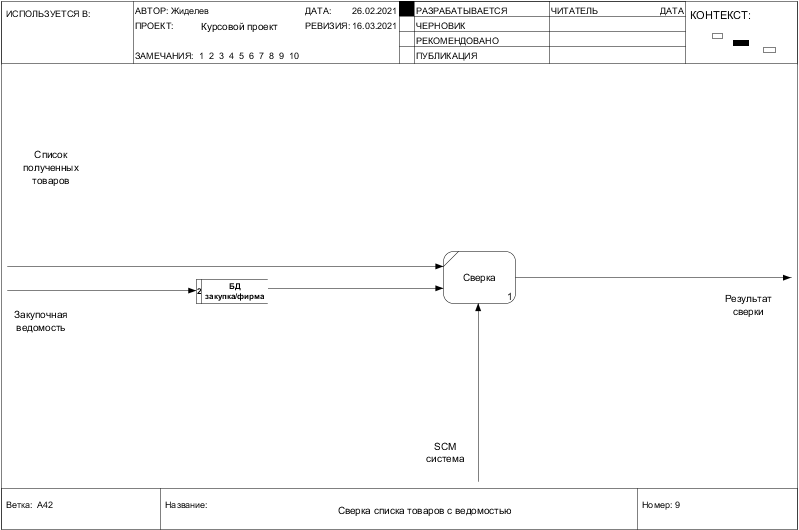 ИСПОЛЬЗУЕТСЯ В:
АВТОР: Жиделев
ДАТА: 26.02.2021
ПРОЕКТ: Курсовой проект
РЕВИЗИЯ: 16.03.2021
ЗАМЕЧАНИЯ: 1 2 3 4 5 6 7 8 9 10
РАЗРАБАТЫВАЕТСЯ
ЧЕРНОВИК
РЕКОМЕНДОВАНО
ПУБЛИКАЦИЯ
ЧИТАТЕЛЬ ДАТА
КОНТЕКСТ:
Список
полученных
товаров
Сверка
1
2
БД
закупка/фирма
Закупочная
ведомость
Результат
сверки
SCM
система
Ветка: A42
Название:
Сверка списка товаров с ведомостью
Номер: 9